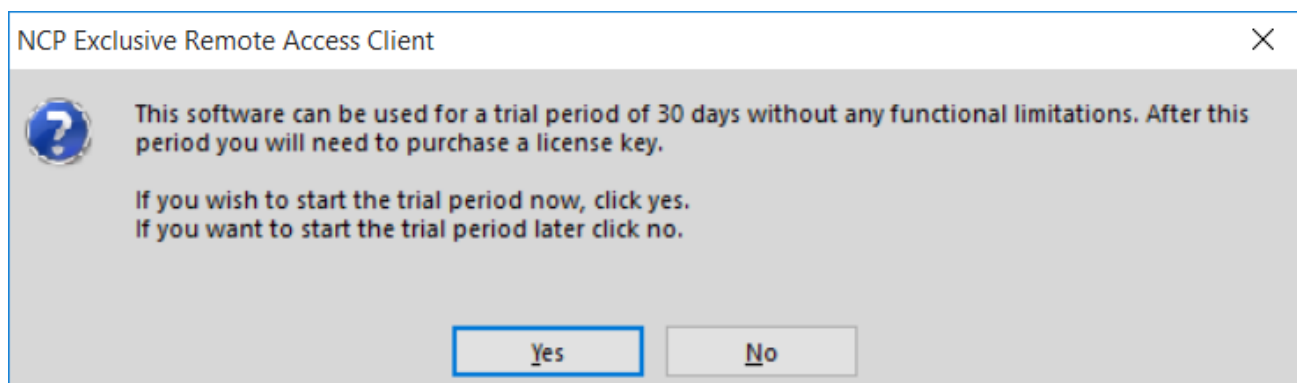 NCP Exclusive Remote Access Client
This software can be used for a trial period of 30 days without any functional limitations. After this
period you will need to purchase a license key.
If you wish to start the trial period now, click yes.
If you want to start the trial period later click no.
Yes
No